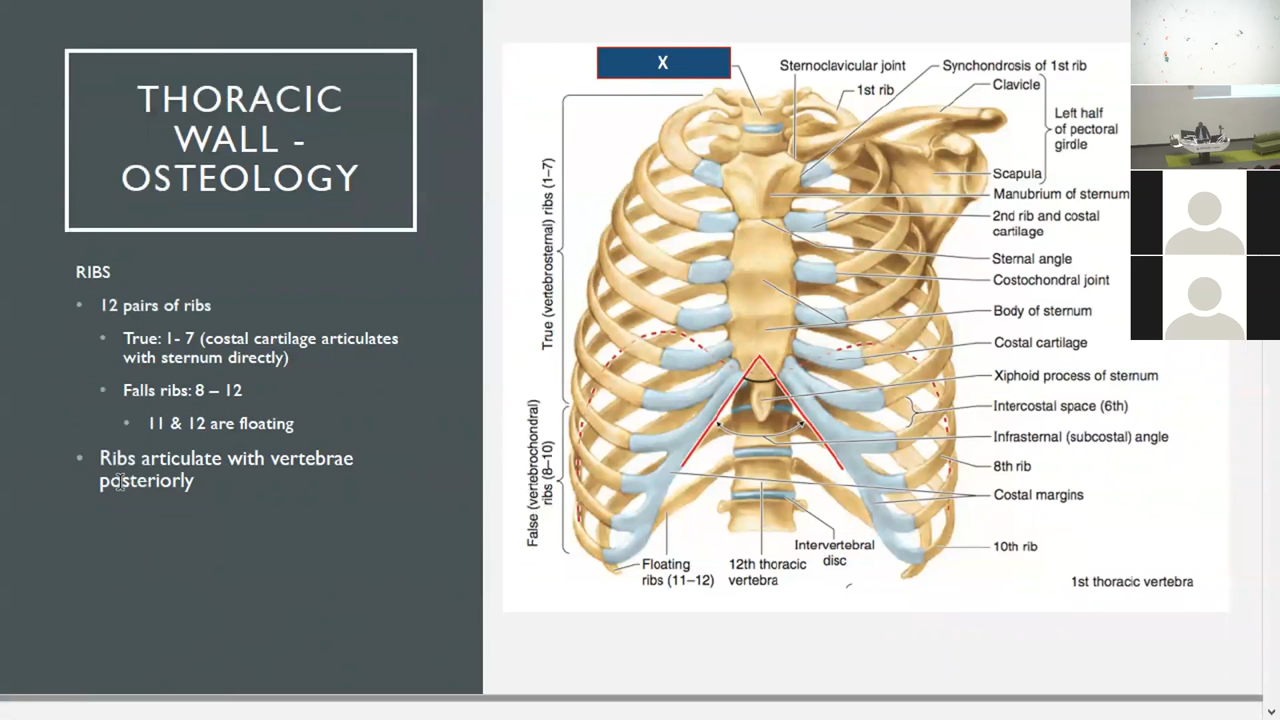 THORACIC
WALL -
OSTEOLOGY
RIBS
• 12 pairs of ribs
• True: 1- 7 (costal cartilage articulates
with sternum directly)
• Falls ribs: 8 – 12
• 11 & 12 are floating
• Ribs articulate with vertebrae
posteriorly
X
Sternoclavicular joint
Synchondrosis of 1st rib
1st rib
Clavicle
Left half
of pectoral
girdle
Scapula
Manubrium of sternum
2nd rib and costal
cartilage
Sternal angle
Costochondral joint
Body of sternum
Costal cartilage
Xiphoid process of sternum
Intercostal space (6th)
Infrasternal (subcostal) angle
8th rib
Costal margins
10th rib
True (vertebrosternal) ribs (1–7)
False (vertebrochondral)
ribs (8–10)
Floating
ribs (11–12)
12th thoracic
vertebra
Intervertebral
disc
1st thoracic vertebra